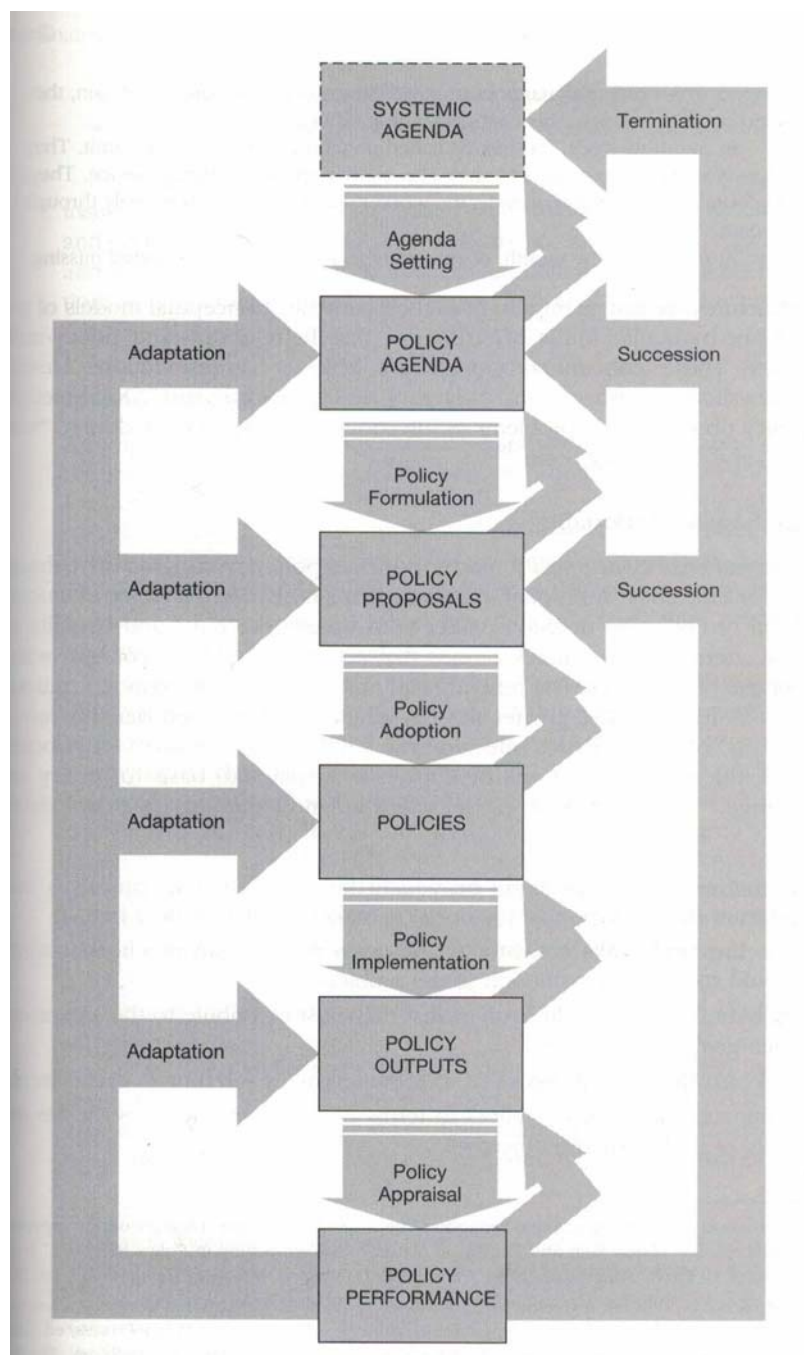 SYSTEMIC
AGENDA
Termination
Agenda
Setting
Adaptation
POLICY
AGENDA
Succession
Policy
Formulation
Adaptation
POLICY
PROPOSALS
Succession
Policy
Adoption
Adaptation
POLICIES
Policy
Implementation
Adaptation
POLICY
OUTPUTS
Policy
Appraisal
POLICY
PERFORMANCE